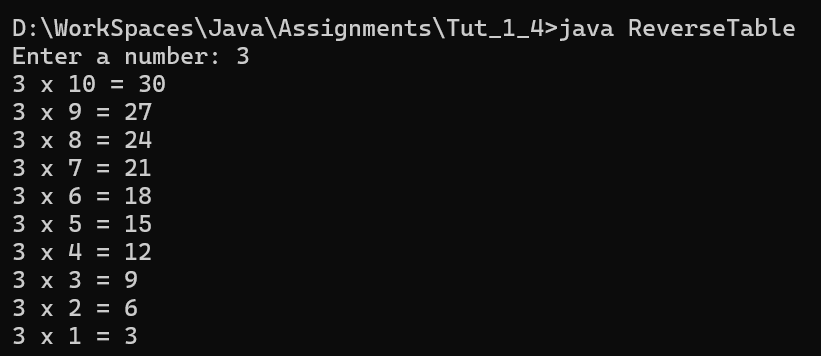 D:\WorkSpaces\Java\Assignments\Tut_1_4>java ReverseTable
Enter a number: 3
3 x 10 = 30
3 x 9 = 27
3 x 8 = 24
3 x 7 = 21
3 x 6 = 18
3 x 5 = 15
3 x 4 = 12
3 x 3 = 9
3 x 2 = 6
3 x 1 = 3